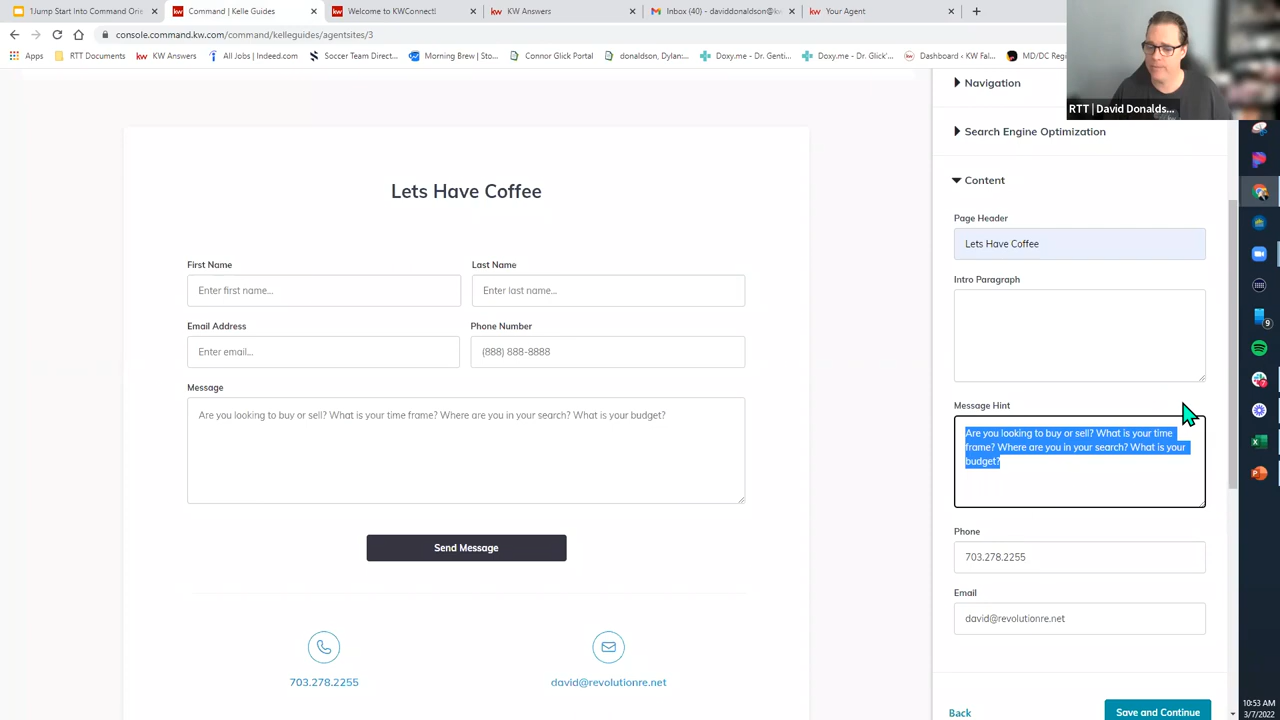 1Jump Start Into Command Orie
Command | Kelle Guides
Welcome to KWConnect!
KW Answers
Inbox (40) - daviddonaldson@kw
Your Agent
console.command.kw.com/command/kelleguides/agentsites/3
Apps
RTT Documents
KW Answers
All Jobs | Indeed.com
Soccer Team Direct...
Morning Brew | Sto...
Connor Glick Portal
donaldson, Dylan:...
Doxy.me - Dr. Genti...
Doxy.me - Dr. Glick'...
Dashboard ‹ KW Fal...
MD/DC Reg
RTT | David Donalds...
Navigation
Search Engine Optimization
Content
Page Header
Lets Have Coffee
Intro Paragraph
Message Hint
Are you looking to buy or sell? What is your time
frame? Where are you in your search? What is your
budget?
Phone
703.278.2255
Email
david@revolutionre.net
Back
Save and Continue
Lets Have Coffee
First Name
Last Name
Enter first name...
Enter last name...
Email Address
Phone Number
Enter email...
(888) 888-8888
Message
Are you looking to buy or sell? What is your time frame? Where are you in your search? What is your budget?
Send Message
703.278.2255
david@revolutionre.net
9
10:53 AM
3/7/2022